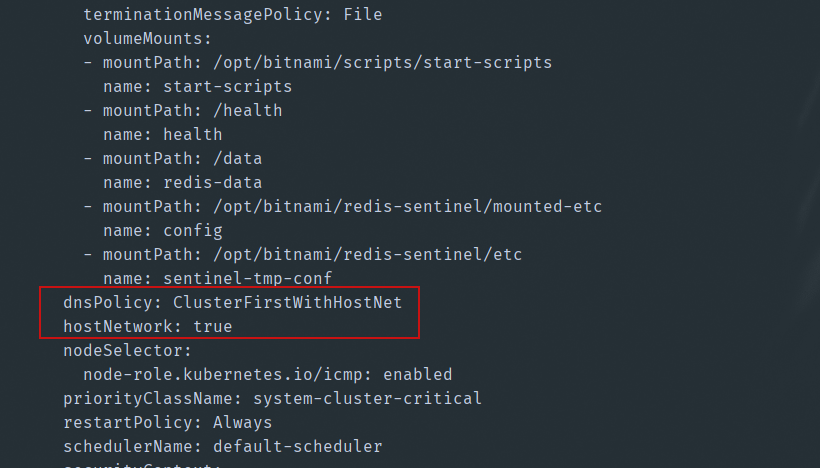 terminationMessagePolicy: File
volumeMounts:
- mountPath: /opt/bitnami/scripts/start-scripts
name: start-scripts
- mountPath: /health
name: health
- mountPath: /data
name: redis-data
- mountPath: /opt/bitnami/redis-sentinel/mounted-etc
name: config
- mountPath: /opt/bitnami/redis-sentinel/etc
name: sentinel-tmp-conf
dnsPolicy: ClusterFirstWithHostNet
hostNetwork: true
nodeSelector:
node-role.kubernetes.io/icmp: enabled
priorityClassName: system-cluster-critical
restartPolicy: Always
schedulerName: default-scheduler
securityContext: